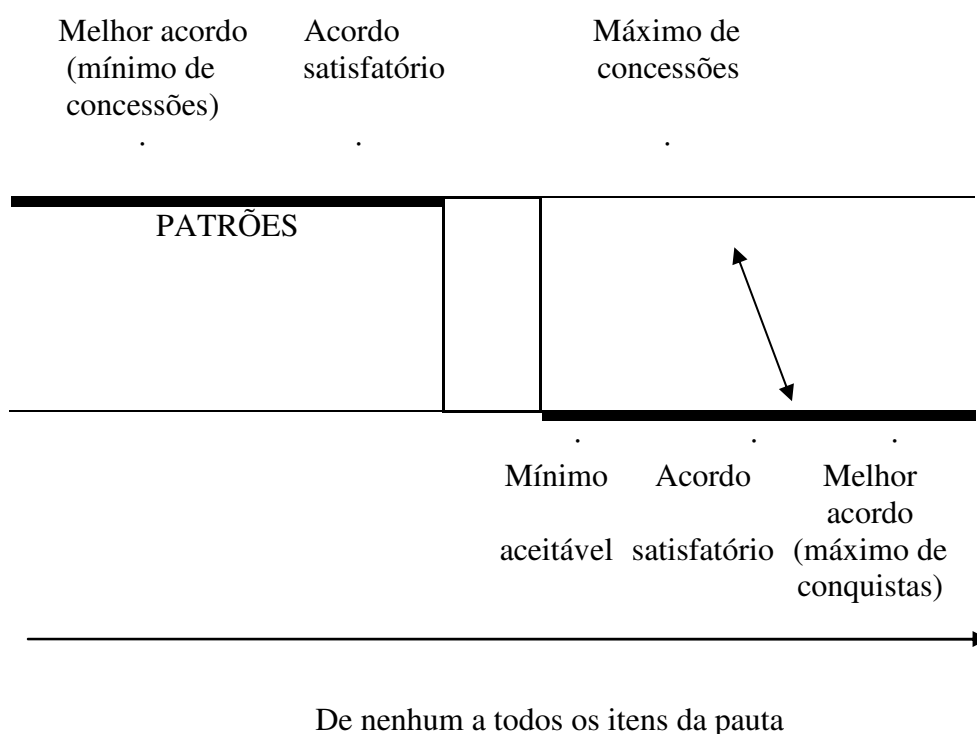 Melhor acordo Acordo Máximo de
(mínimo de satisfatório concessões
concessões)
PATRÕES
Mínimo Acordo Melhor
acordo
aceitável satisfatório (máximo de
conquistas)
De nenhum a todos os itens da pauta